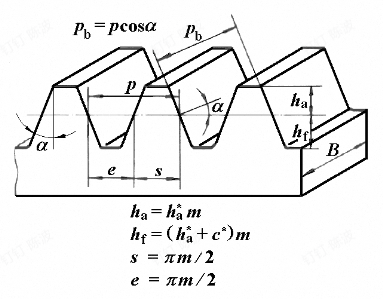 p_b = pcosα
p_b
p
α
h_a
α
h_f
B
e
s
h_a = h_a^* m
h_f = (h_a^* + c^*)m
s = πm/2
e = πm/2